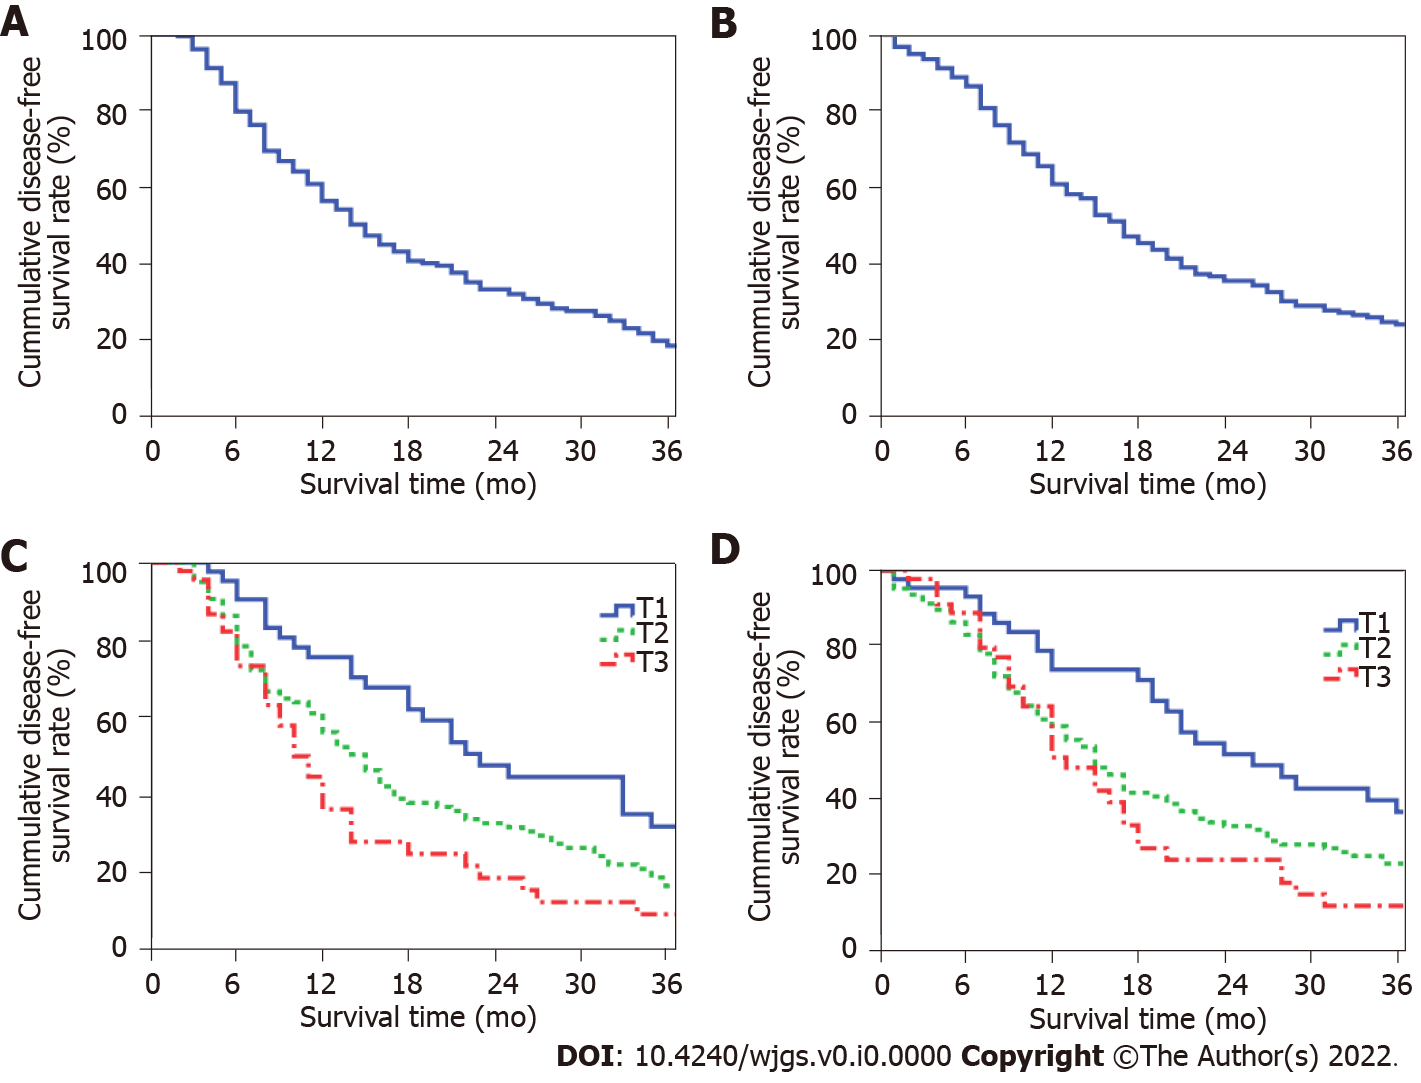 A
Cummulative disease-free
survival rate (%)
100
80
60
40
20
0
0 6 12 18 24 30 36
Survival time (mo)
B
Cummulative disease-free
survival rate (%)
100
80
60
40
20
0
0 6 12 18 24 30 36
Survival time (mo)
C
Cummulative disease-free
survival rate (%)
100
80
60
40
20
0
T1
T2
T3
0 6 12 18 24 30 36
Survival time (mo)
D
Cummulative disease-free
survival rate (%)
100
80
60
40
20
0
T1
T2
T3
0 6 12 18 24 30 36
Survival time (mo)
DOI: 10.4240/wjgs.v0.i0.0000 Copyright ©The Author(s) 2022.